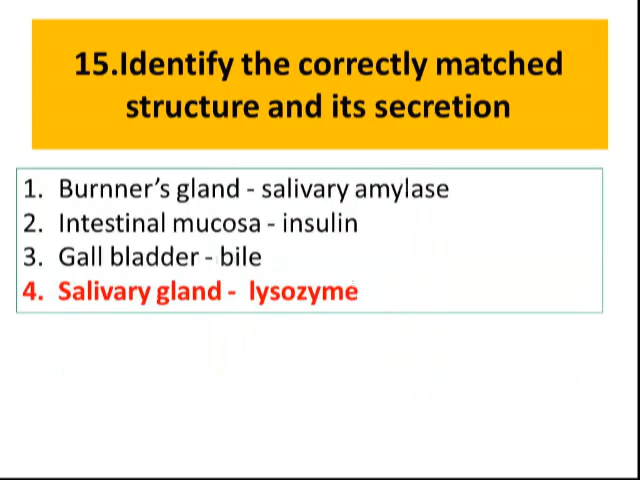 15.Identify the correctly matched
structure and its secretion
1. Burnner's gland - salivary amylase
2. Intestinal mucosa - insulin
3. Gall bladder - bile
4. Salivary gland - lysozyme